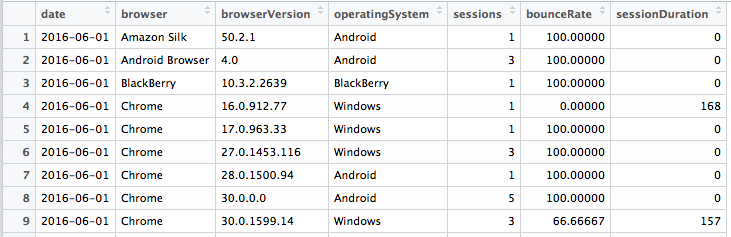 date browser browserVersion operatingSystem sessions bounceRate sessionDuration
1 2016-06-01 Amazon Silk 50.2.1 Android 1 100.00000 0
2 2016-06-01 Android Browser 4.0 Android 3 100.00000 0
3 2016-06-01 BlackBerry 10.3.2.2639 BlackBerry 1 100.00000 0
4 2016-06-01 Chrome 16.0.912.77 Windows 1 0.00000 168
5 2016-06-01 Chrome 17.0.963.33 Windows 1 100.00000 0
6 2016-06-01 Chrome 27.0.1453.116 Windows 3 100.00000 0
7 2016-06-01 Chrome 28.0.1500.94 Android 1 100.00000 0
8 2016-06-01 Chrome 30.0.0.0 Android 5 100.00000 0
9 2016-06-01 Chrome 30.0.1599.14 Windows 3 66.66667 157